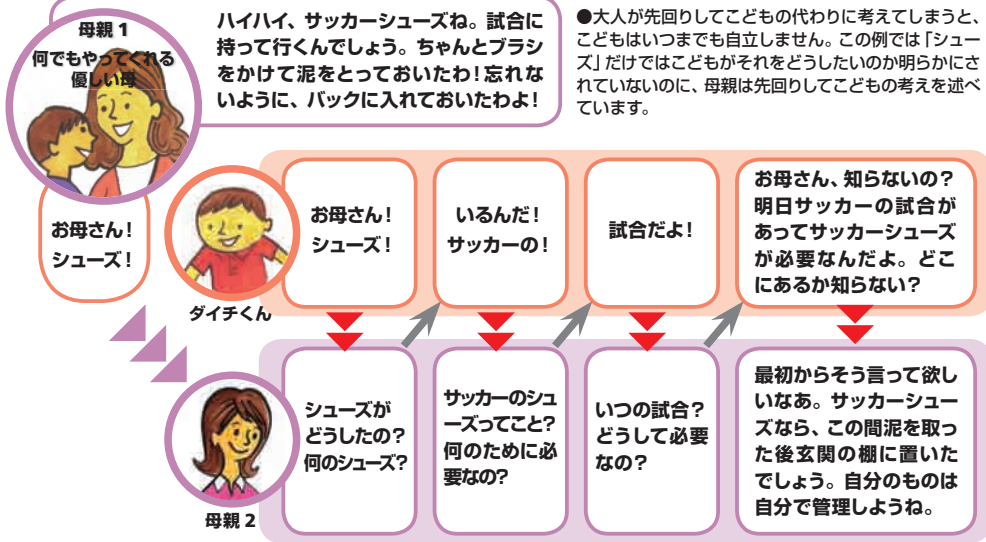 母親 1
何でもやってくれる
優しい母
ハイハイ、サッカーシューズね。試合に
持って行くんでしょう。ちゃんとブラシ
をかけて泥をとっておいたわ！忘れな
いように、バックに入れておいたわよ！
●大人が先回りしてこどもの代わりに考えてしまうと、
こどもはいつまでも自立しません。この例では「シュー
ズ」だけではこどもがそれをどうしたいのか明らかにさ
れていないのに、母親は先回りしてこどもの考えを述べ
ています。
お母さん！
シューズ！
ダイチくん
お母さん！
シューズ！
いるんだ！
サッカーの！
試合だよ！
お母さん、知らないの？
明日サッカーの試合が
あってサッカーシューズ
が必要なんだよ。どこ
にあるか知らない？
母親 2
シューズが
どうしたの？
何のシューズ？
サッカーのシュ
ーズってこと？
何のために必
要なの？
いつの試合？
どうして必要
なの？
最初からそう言って欲し
いなあ。サッカーシュー
ズなら、この間泥を取っ
た後玄関の棚に置いた
でしょう。自分のものは
自分で管理しようね。